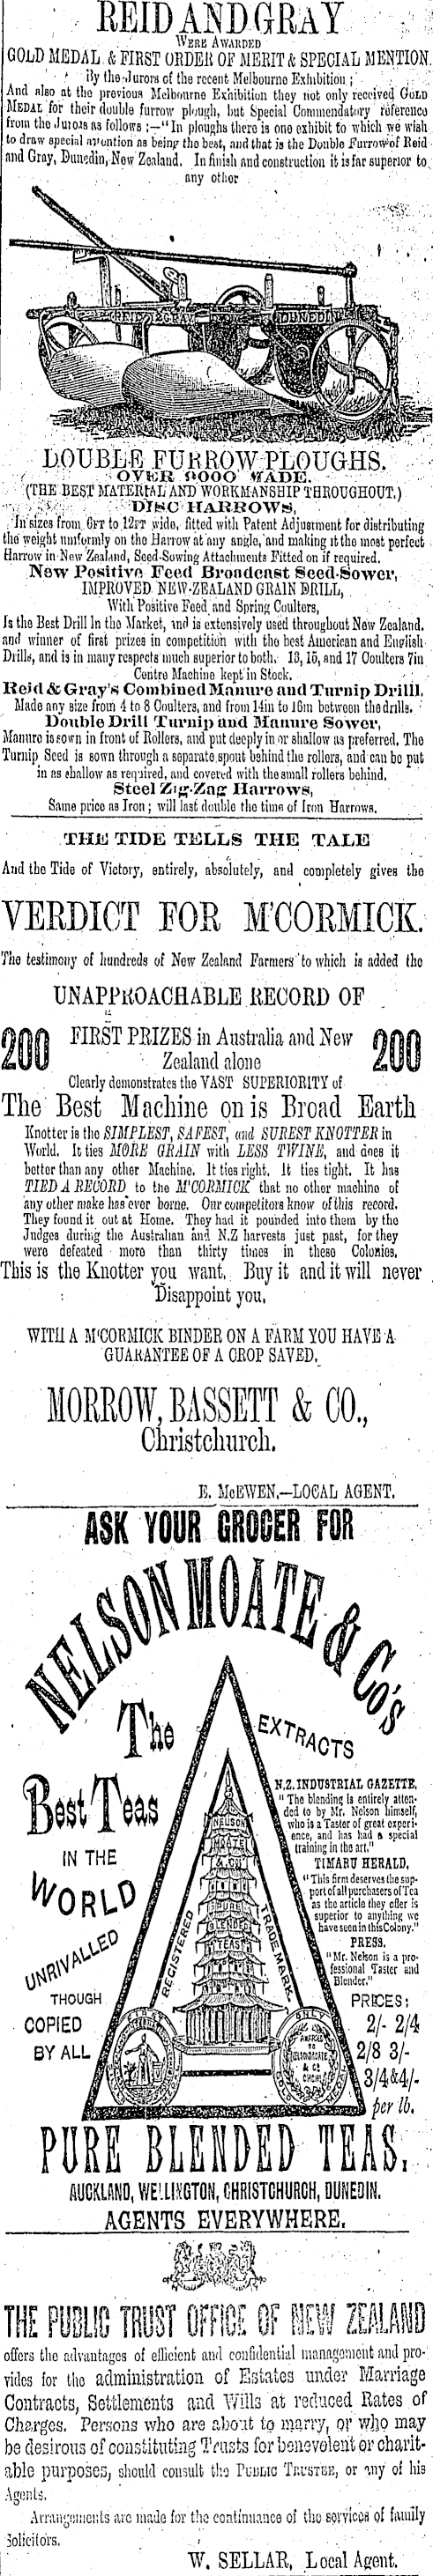 REID AND GRAY
WERE AWARDED
GOLD MEDAL & FIRST ORDER OF MERIT & SPECIAL MENTION.
By the Jurors of the recent Melbourne Exhibition ;
And also at the previous Melbourne Exhibition they not only received GOLD
MEDAL for their double furrow plough, but Special Commendatory reference
from the Jurors as follows :—"In ploughs there is one exhibit to which we wish
to draw special attention as being the best, and that is the Double Furrow of Reid
and Gray, Dunedin, New Zealand. In finish and construction it is far superior to
any other
REID & GRAY DUNEDIN
DOUBLE FURROW PLOUGHS.
OVER 9000 MADE.
(THE BEST MATERIAL AND WORKMANSHIP THROUGHOUT.)
DISC HARROWS,
In sizes from 6FT to 12FT wide, fitted with Patent Adjustment for distributing
the weight uniformly on the Harrow at any angle, and making it the most perfect
Harrow in New Zealand, Seed-Sowing Attachments Fitted on if required.
New Positive Feed Broadcast Seed-Sower,
IMPROVED NEW-ZEALAND GRAIN DRILL,
With Positive Feed and Spring Coulters,
Is the Best Drill In the Market, and is extensively used throughout New Zealand.
and winner of first prizes in competition with the best American and English
Drills, and is in many respects much superior to both. 13, 15, and 17 Coulters 7in
Centre Machine kept in Stock.
Reid & Gray's Combined Manure and Turnip Drilll,
Made any size from 4 to 8 Coulters, and from 14in to 16in between the drills.
Double Drill Turnip and Manure Sower,
Manure is sown in front of Rollers, and put deeply in or shallow as preferred. The
Turnip Seed is sown through a separate spout behind the rollers, and can be put
in as shallow as required, and covered with the small rollers behind.
Steel Zig-Zag Harrows,
Same price as Iron ; will last double the time of Iron Harrows.
THE TIDE TELLS THE TALE
And the Tide of Victory, entirely, absolutely, and completely gives the
VERDICT FOR M'CORMICK.
The testimony of hundreds of New Zealand Farmers to which is added the
UNAPPROACHABLE RECORD OF
200 FIRST PRIZES in Australia and New 200
Zealand alone
Clearly demonstrates the VAST SUPERIORITY of
The Best Machine on is Broad Earth
Knotter is the SIMPLEST, SAFEST, and SUREST KNOTTER in
World. It ties MORE GRAIN with LESS TWINE, and does it
better than any other Machine. It ties right. It ties tight. It has
TIED A RECORD to the M'CORMICK that no other machine of
any other make has ever borne. Our competitors know of this record.
They found it out at Home. They had it pounded into them by the
Judges during the Australian and N.Z harvests just past, for they
were defeated more than thirty times in these Colonies.
This is the Knotter you want. Buy it and it will never
Disappoint you.
WITH A M'CORMICK BINDER ON A FARM YOU HAVE A
GUARANTEE OF A CROP SAVED.
MORROW, BASSETT & CO.,
Christchurch.
E. McEWEN.—LOCAL AGENT.
ASK YOUR GROCER FOR
NELSON MOATE & Co's
The
Best Teas
IN THE
WORLD
UNRIVALLED
THOUGH
COPIED
BY ALL
REGISTERED
TRADE MARK
NELSON
MOATE
& CO
PURE
BLENDED
TEAS
EXTRACTS
N.Z. INDUSTRIAL GAZETTE,
"The blending is entirely atten-
ded to by Mr. Nelson himself,
who is a Taster of great experi-
ence, and has had a special
training in the art."
TIMARU HERALD,
"This firm deserves the sup-
port of all purchasers of Tea
as the article they offer is
superior to anything we
have seen in this Colony."
PRESS.
"Mr. Nelson is a pro-
fessional Taster and
Blender."
PRICES:
2/- 2/4
2/8 3/-
3/4 & 4/-
per lb.
PURE BLENDED TEAS.
AUCKLAND, WELLINGTON, CHRISTCHURCH, DUNEDIN.
AGENTS EVERYWHERE.
THE PUBLIC TRUST OFFICE OF NEW ZEALAND
offers the advantages of efficient and confidential management and pro-
vides for the administration of Estates under Marriage
Contracts, Settlements and Wills at reduced Rates of
Charges. Persons who are about to marry, or who may
be desirous of constituting Trusts for benevolent or charit-
able purposes, should consult the PUBLIC TRUSTEE, or any of his
Agents.
Arrangements are made for the continuance of the services of family
Solicitors.
W. SELLAR, Local Agent.